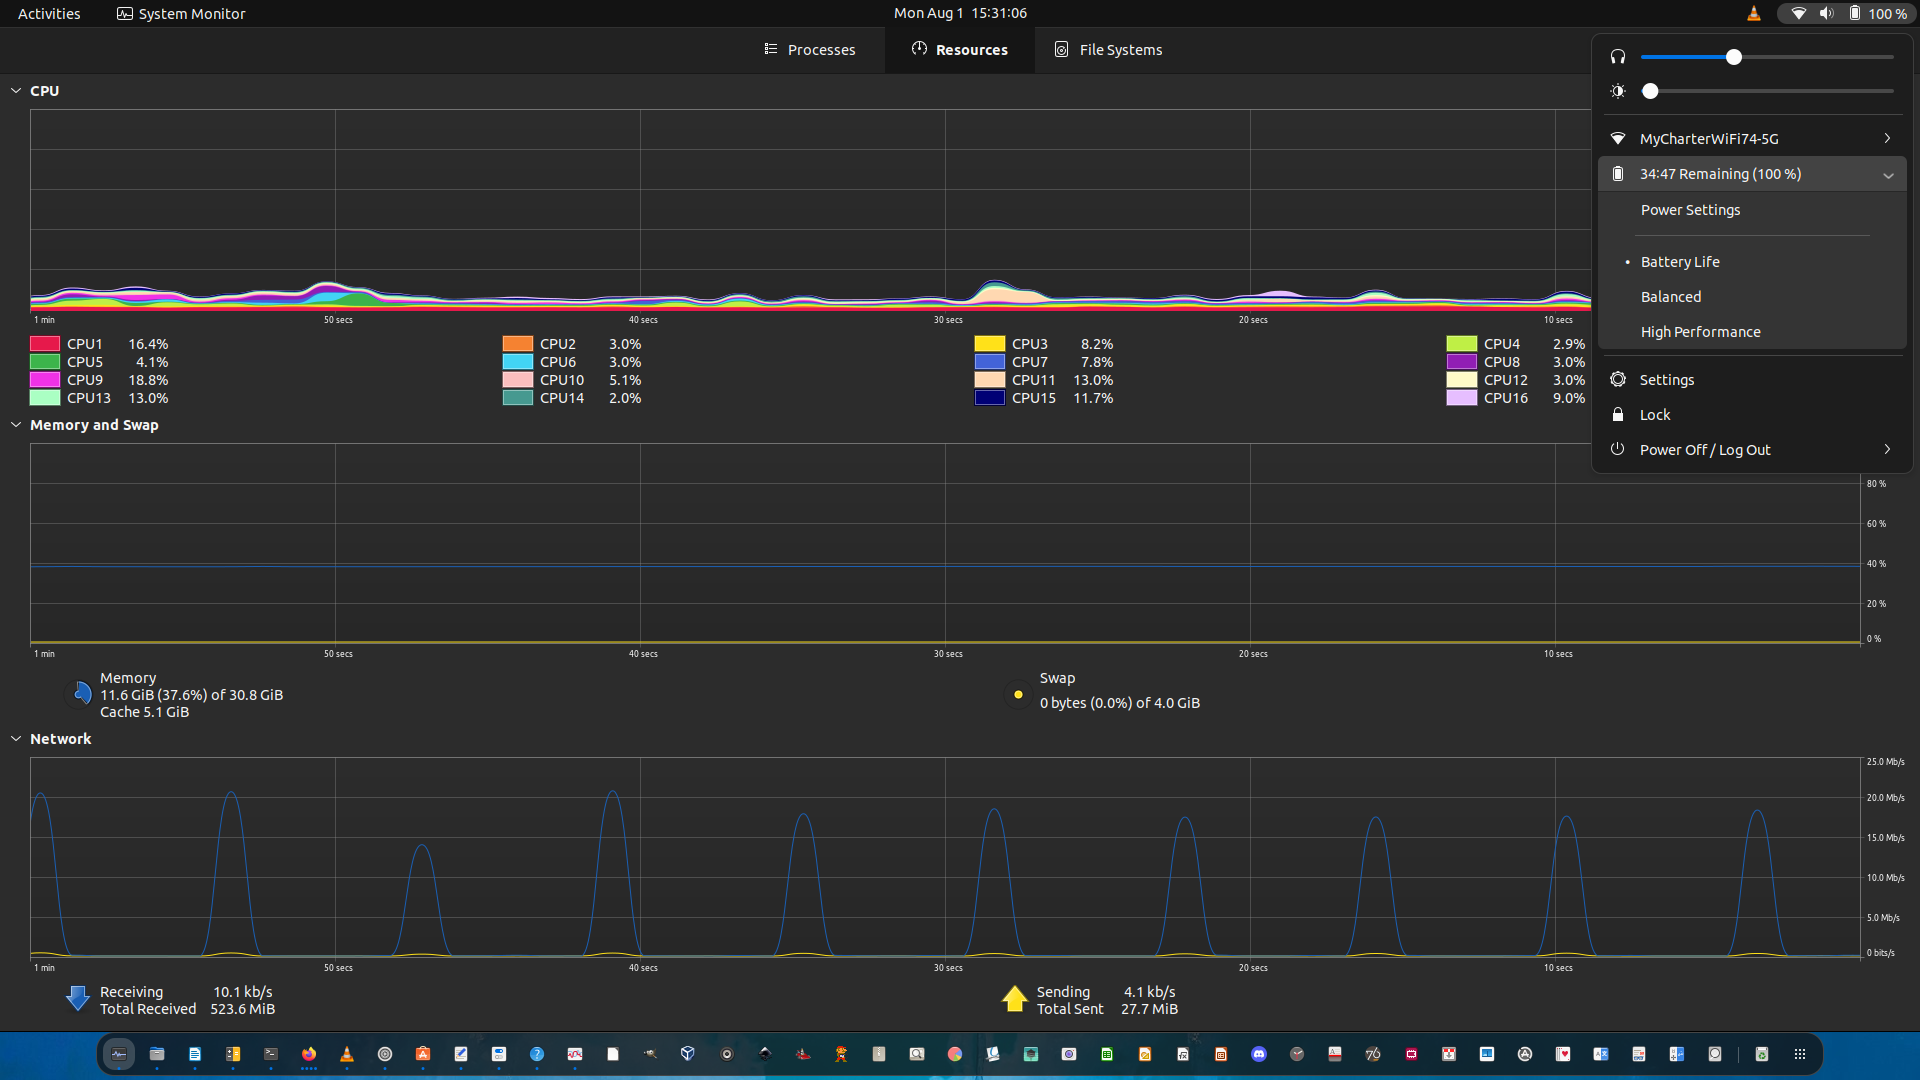 Activities
System Monitor
Mon Aug 1 15:31:06
100 %
Processes
Resources
File Systems
CPU
1 min
50 secs
40 secs
30 secs
20 secs
10 secs
CPU1 16.4%
CPU2 3.0%
CPU3 8.2%
CPU4 2.9%
CPU5 4.1%
CPU6 3.0%
CPU7 7.8%
CPU8 3.0%
CPU9 18.8%
CPU10 5.1%
CPU11 13.0%
CPU12 3.0%
CPU13 13.0%
CPU14 2.0%
CPU15 11.7%
CPU16 9.0%
MyCharterWiFi74-5G
34:47 Remaining (100 %)
Power Settings
• Battery Life
Balanced
High Performance
Settings
Lock
Power Off / Log Out
Memory and Swap
80 %
60 %
40 %
20 %
0 %
1 min
50 secs
40 secs
30 secs
20 secs
10 secs
Memory
11.6 GiB (37.6%) of 30.8 GiB
Cache 5.1 GiB
Swap
0 bytes (0.0%) of 4.0 GiB
Network
25.0 Mb/s
20.0 Mb/s
15.0 Mb/s
10.0 Mb/s
5.0 Mb/s
0 bits/s
1 min
50 secs
40 secs
30 secs
20 secs
10 secs
Receiving 10.1 kb/s
Total Received 523.6 MiB
Sending 4.1 kb/s
Total Sent 27.7 MiB